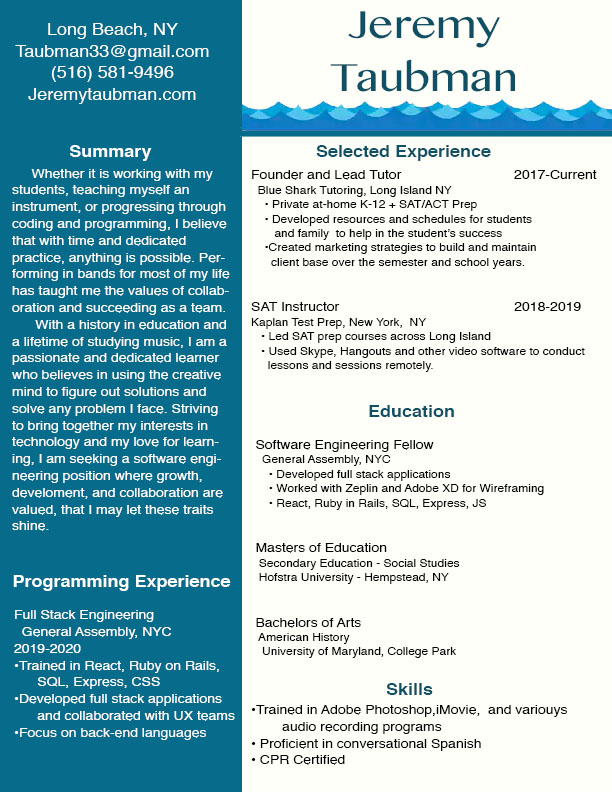 Long Beach, NY
Taubman33@gmail.com
(516) 581-9496
Jeremytaubman.com
Jeremy
Taubman
Summary
Whether it is working with my
students, teaching myself an
instrument, or progressing through
coding and programming, I believe
that with time and dedicated
practice, anything is possible. Per-
forming in bands for most of my life
has taught me the values of collab-
oration and succeeding as a team.
With a history in education and
a lifetime of studying music, I am a
passionate and dedicated learner
who believes in using the creative
mind to figure out solutions and
solve any problem I face. Striving
to bring together my interests in
technology and my love for learn-
ing, I am seeking a software engi-
neering position where growth,
develoment, and collaboration are
valued, that I may let these traits
shine.
Programming Experience
Full Stack Engineering
General Assembly, NYC
2019-2020
•Trained in React, Ruby on Rails,
SQL, Express, CSS
•Developed full stack applications
and collaborated with UX teams
•Focus on back-end languages
Selected Experience
Founder and Lead Tutor 2017-Current
Blue Shark Tutoring, Long Island NY
• Private at-home K-12 + SAT/ACT Prep
• Developed resources and schedules for students
and family to help in the student’s success
•Created marketing strategies to build and maintain
client base over the semester and school years.
SAT Instructor 2018-2019
Kaplan Test Prep, New York, NY
• Led SAT prep courses across Long Island
• Used Skype, Hangouts and other video software to conduct
lessons and sessions remotely.
Education
Software Engineering Fellow
General Assembly, NYC
• Developed full stack applications
• Worked with Zeplin and Adobe XD for Wireframing
• React, Ruby in Rails, SQL, Express, JS
Masters of Education
Secondary Education - Social Studies
Hofstra University - Hempstead, NY
Bachelors of Arts
American History
University of Maryland, College Park
Skills
•Trained in Adobe Photoshop,iMovie, and variouys
audio recording programs
• Proficient in conversational Spanish
• CPR Certified